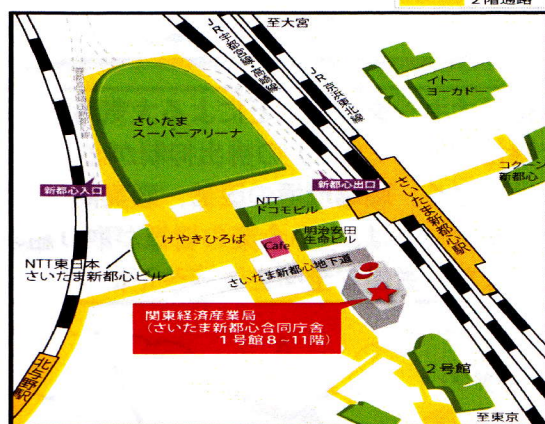 2階通路
至大宮
JR宇都宮線・高崎線
JR京浜東北線
イトー
ヨーカドー
さいたま
スーパーアリーナ
新都心入口
新都心出口
さいたま新都心駅
コクーン
新都心
NTT
ドコモビル
けやきひろば
Cafe
明治安田
生命ビル
NTT東日本
さいたま新都心ビル
さいたま新都心地下道
関東経済産業局
(さいたま新都心合同庁舎
1号館8~11階)
北与野駅
2号館
至東京